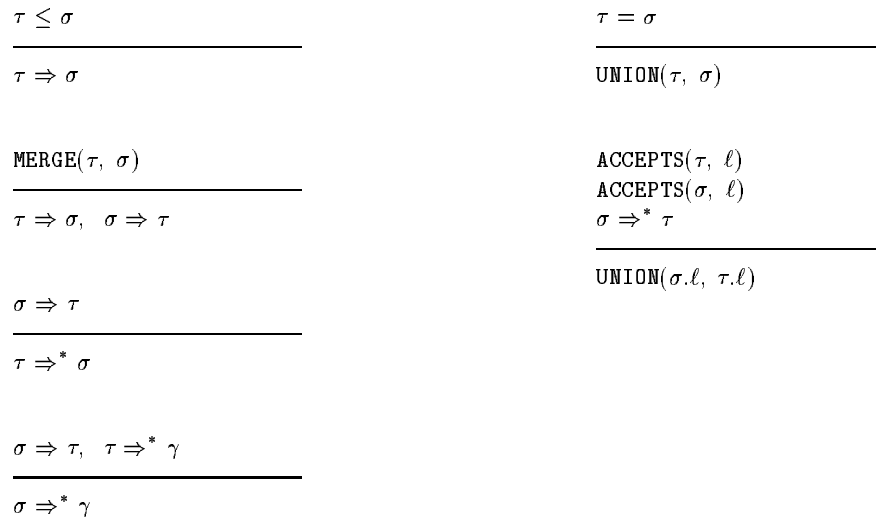 τ ≤ σ
τ ⇒ σ
MERGE(τ, σ)
τ ⇒ σ, σ ⇒ τ
σ ⇒ τ
τ ⇒* σ
σ ⇒ τ, τ ⇒* γ
σ ⇒* γ
τ = σ
UNION(τ, σ)
ACCEPTS(τ, ℓ)
ACCEPTS(σ, ℓ)
σ ⇒* τ
UNION(σ.ℓ, τ.ℓ)